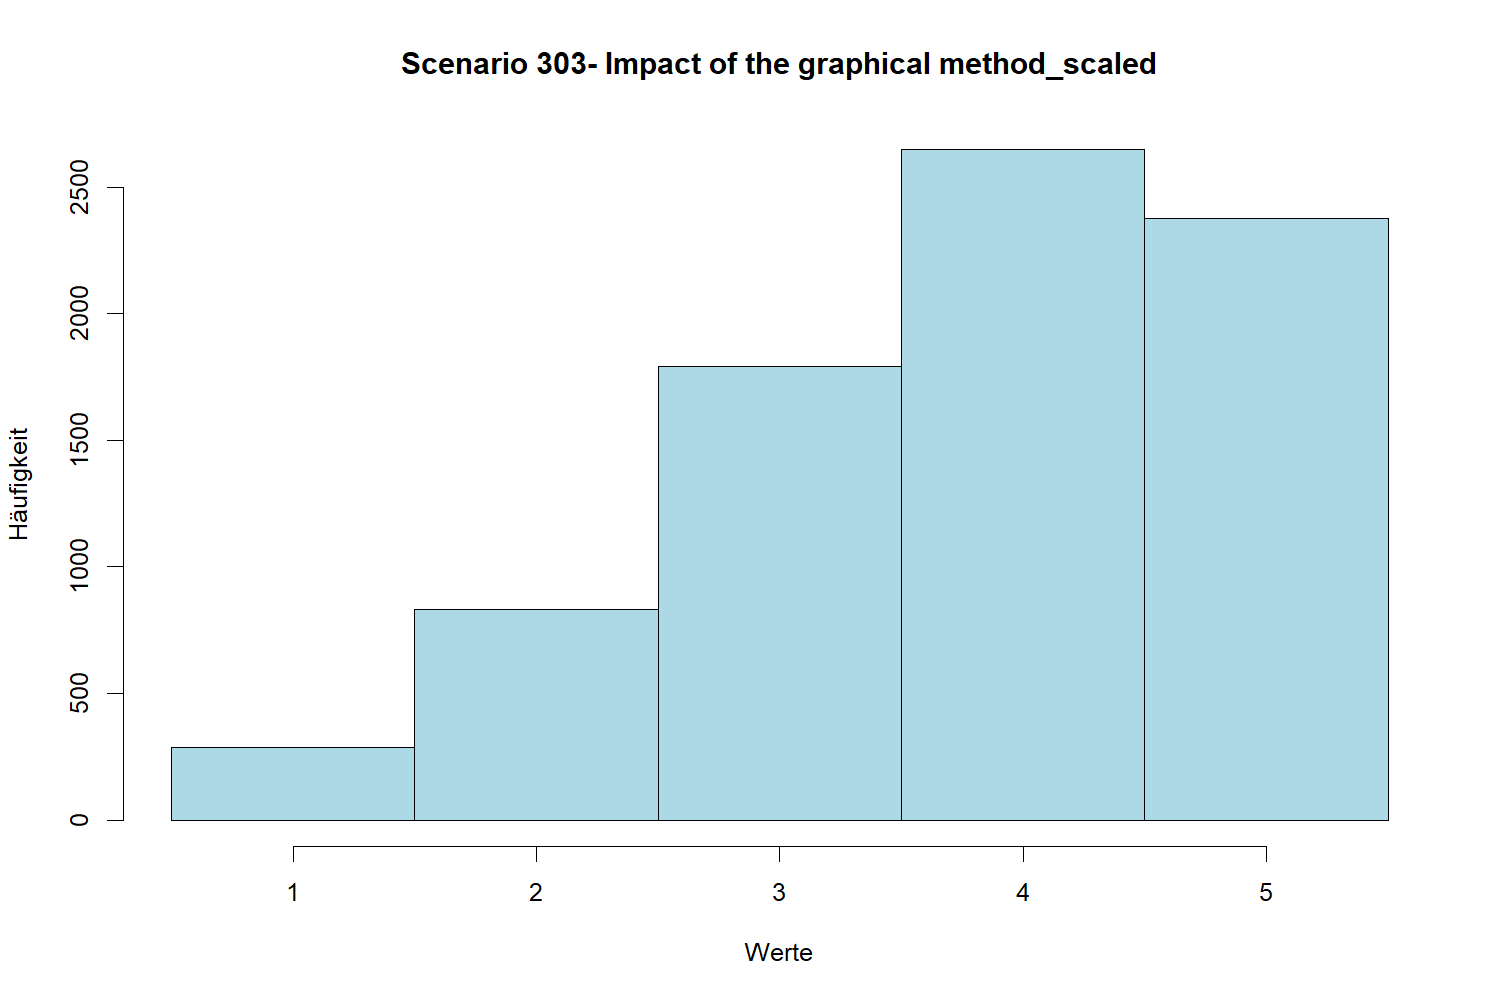 Scenario 303- Impact of the graphical method_scaled
Häufigkeit
2500
2000
1500
1000
500
0
1 2 3 4 5
Werte